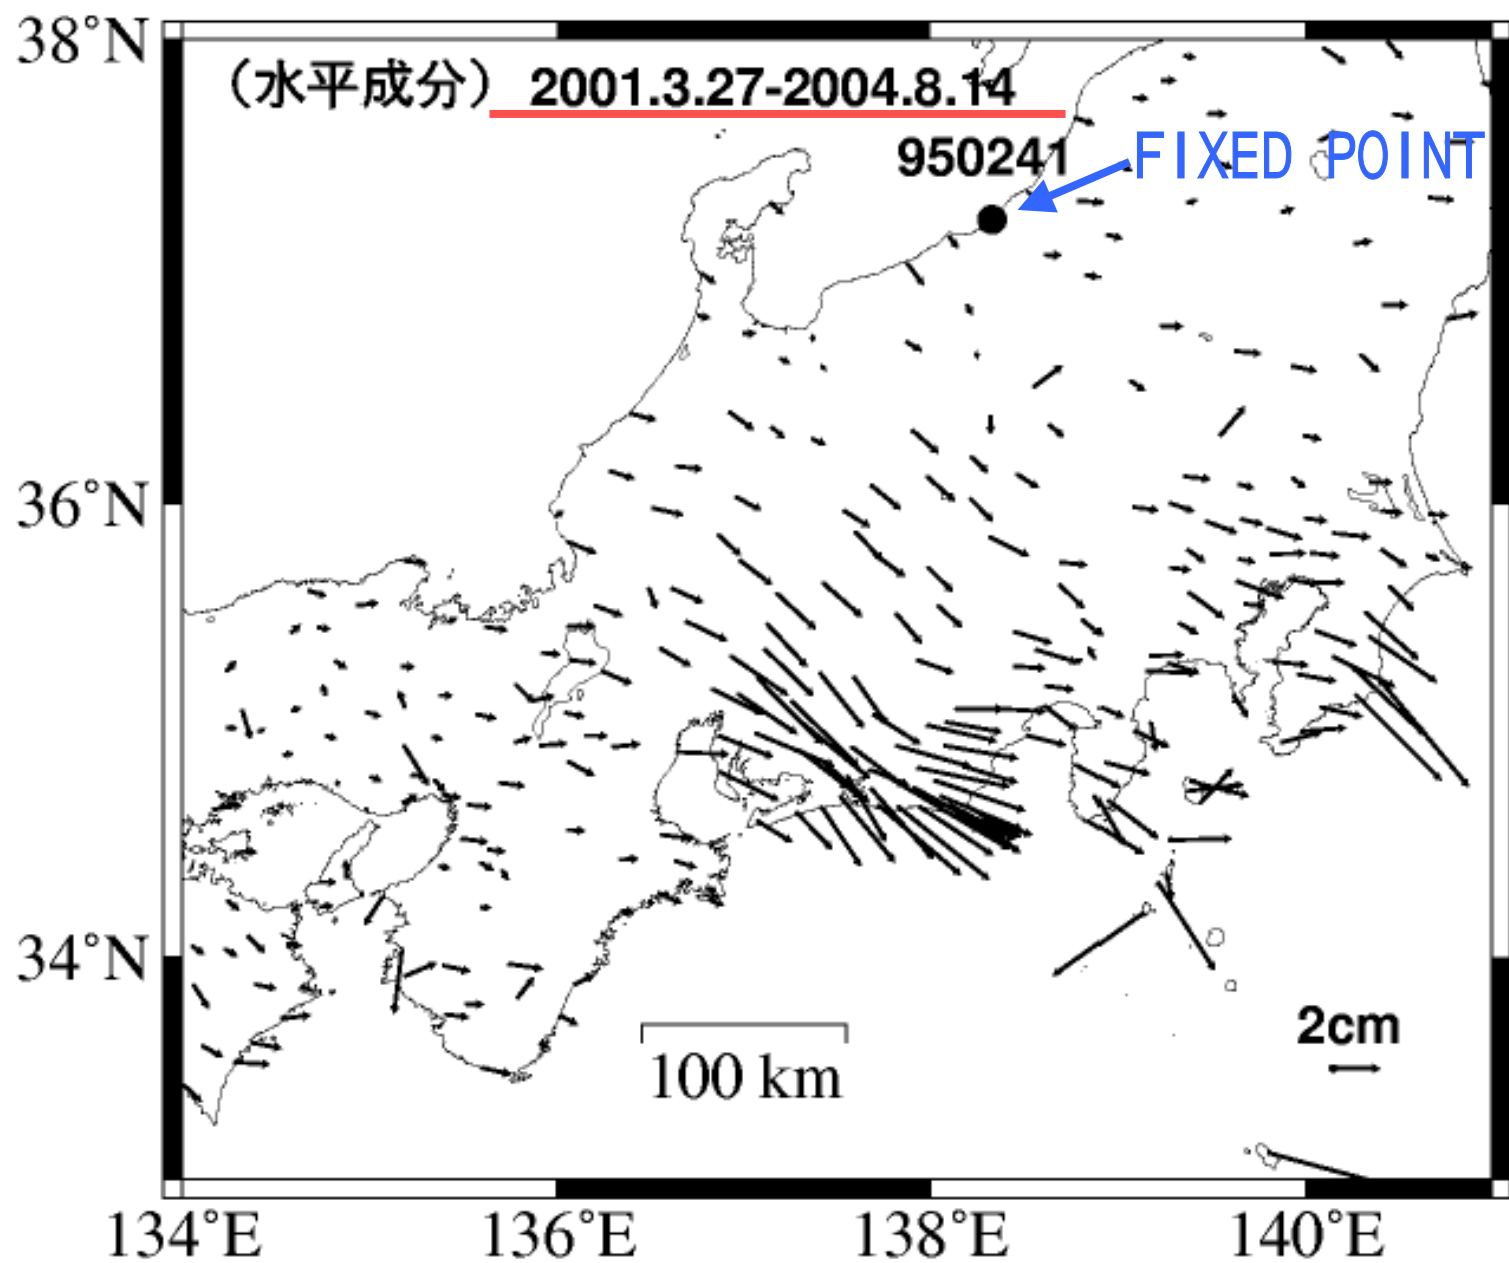 38°N
(水平成分) 2001.3.27-2004.8.14
950241
FIXED POINT
36°N
34°N
2cm
100 km
134°E 136°E 138°E 140°E